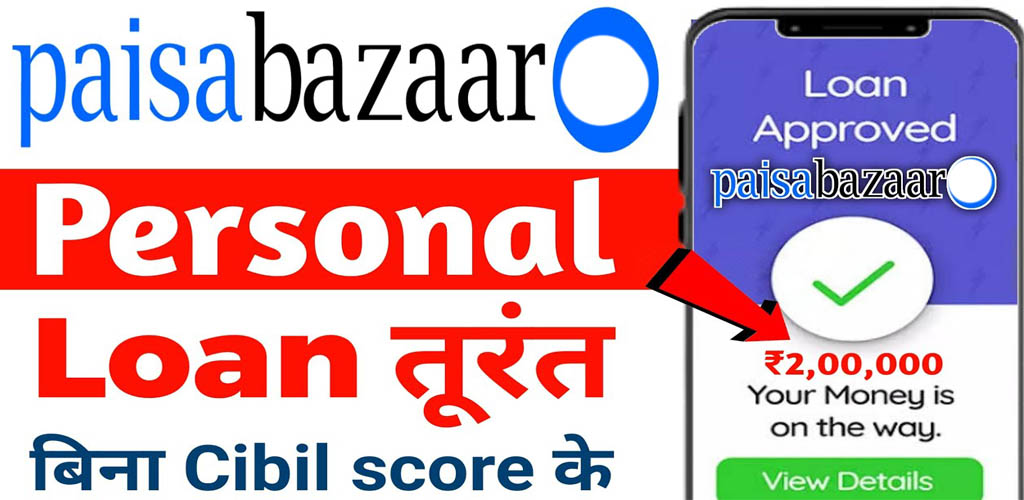 paisabazaar
Personal
Loan तूरंत
बिना Cibil score के
Loan
Approved
paisabazaar
₹2,00,000
Your Money is
on the way.
View Details